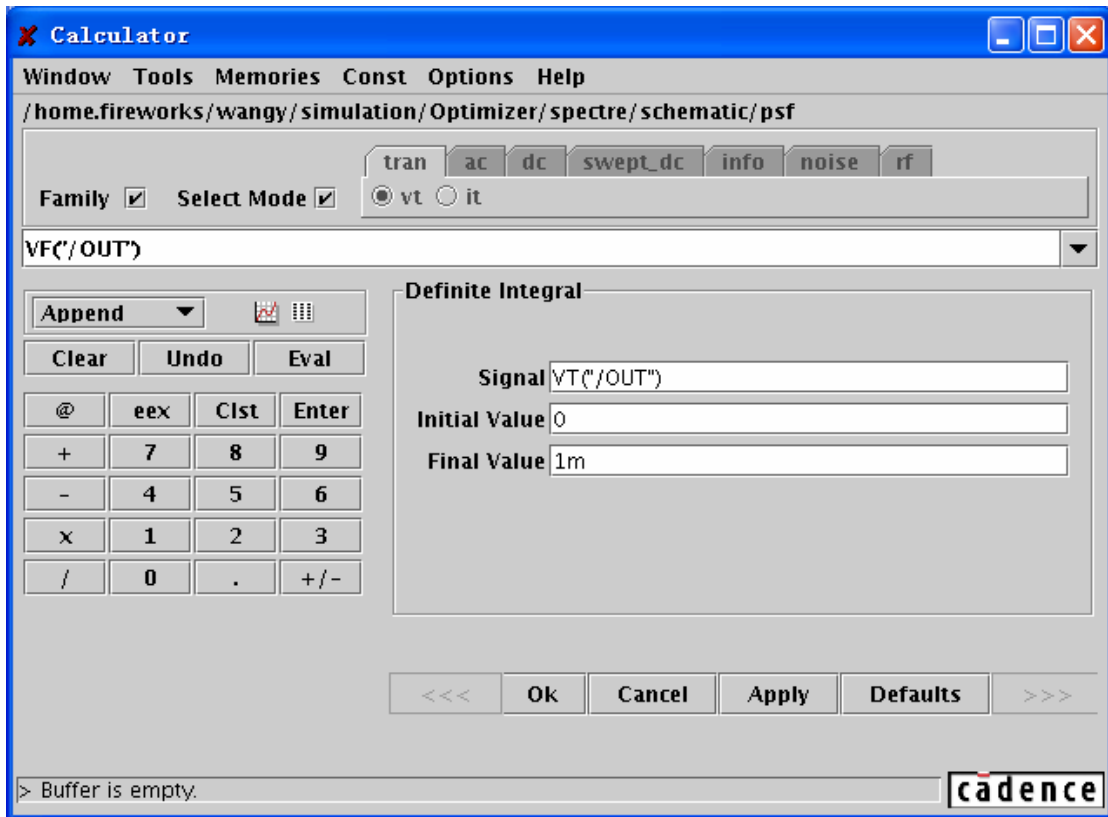 Calculator
Window Tools Memories Const Options Help
/home.fireworks/wangy/simulation/Optimizer/spectre/schematic/psf
tran ac dc swept_dc info noise rf
Family Select Mode vt it
VF("/OUT")
Append
Clear Undo Eval
@ eex Clst Enter
+ 7 8 9
- 4 5 6
x 1 2 3
/ 0 . +/-
Definite Integral
Signal VT("/OUT")
Initial Value 0
Final Value 1m
<<< Ok Cancel Apply Defaults >>>
> Buffer is empty.
cādence